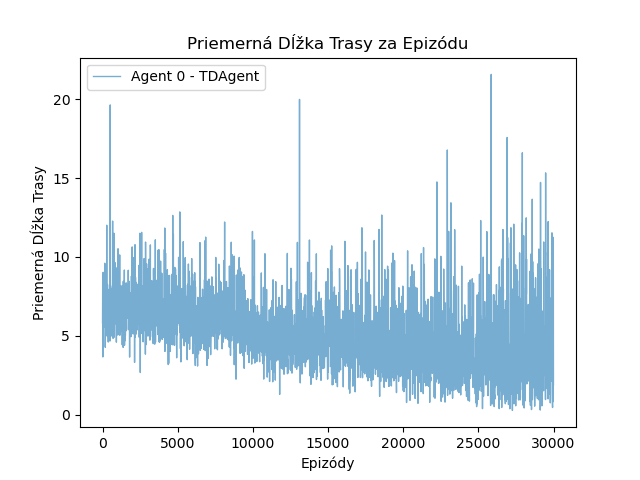 Priemerná Dĺžka Trasy za Epizódu
Agent 0 - TDAgent
Priemerná Dĺžka Trasy
20
15
10
5
0
0 5000 10000 15000 20000 25000 30000
Epizódy